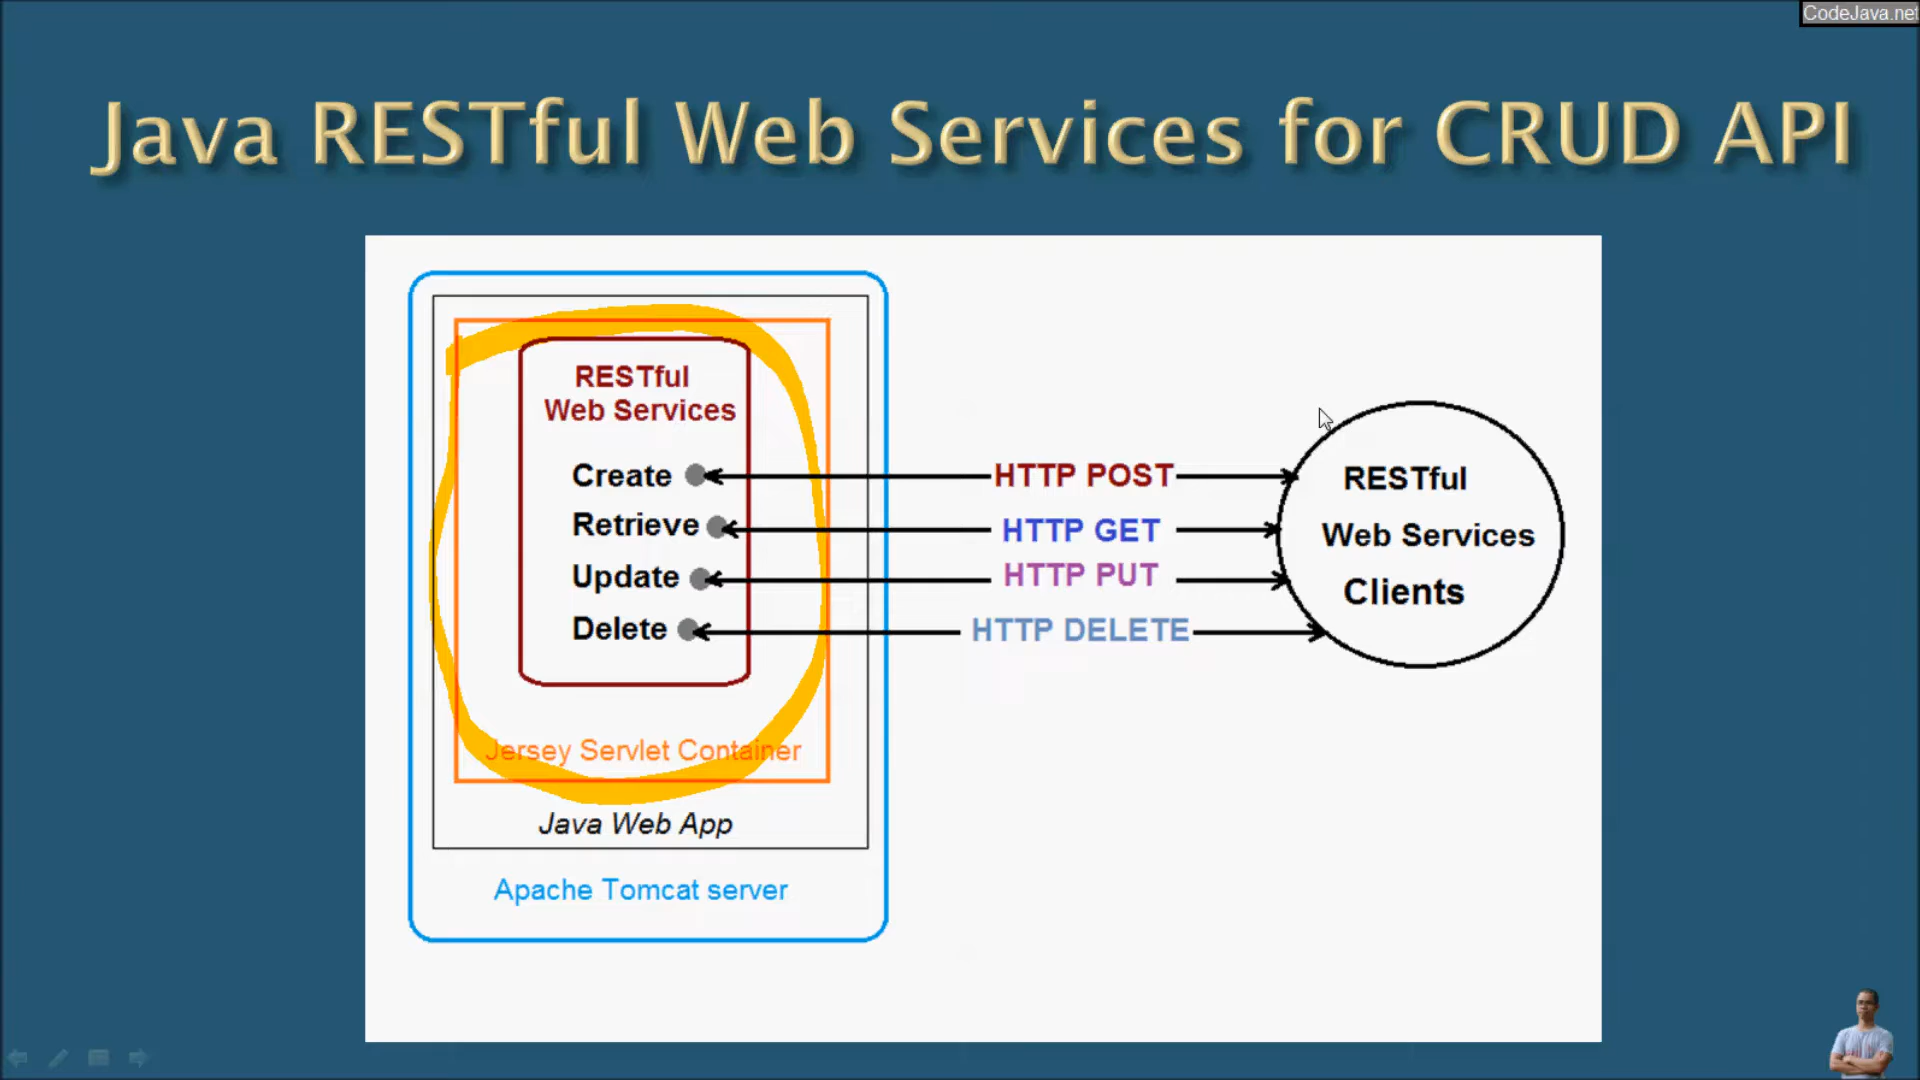 CodeJava.net
Java RESTful Web Services for CRUD API
RESTful
Web Services
Create
Retrieve
Update
Delete
HTTP POST
HTTP GET
HTTP PUT
HTTP DELETE
RESTful
Web Services
Clients
Jersey Servlet Container
Java Web App
Apache Tomcat server